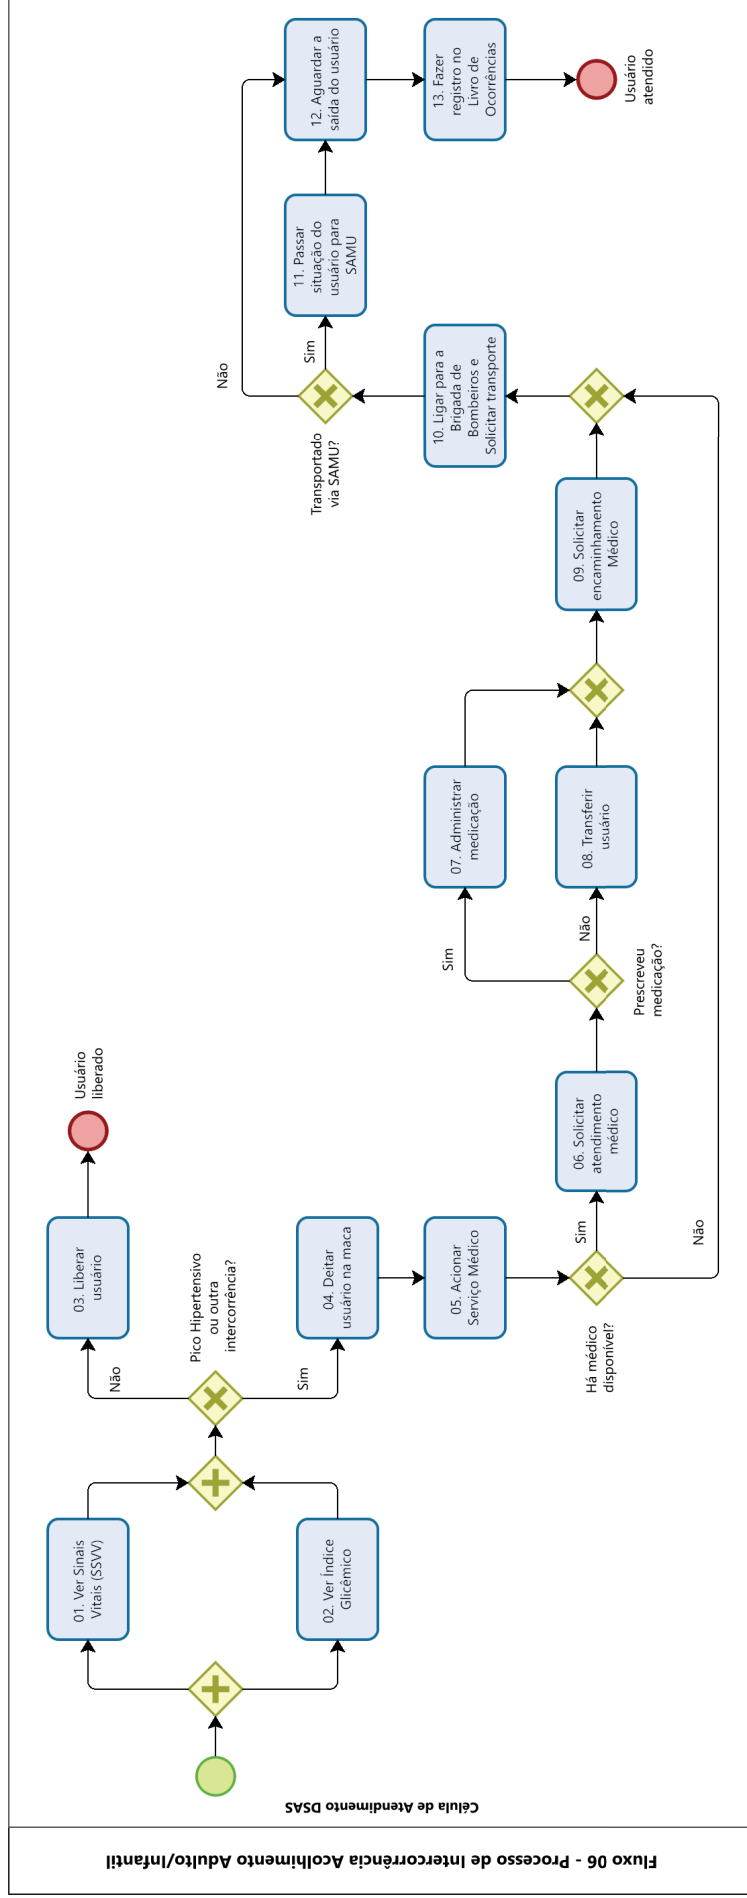 Fluxo 06 - Processo de Intercorrência Acolhimento Adulto/Infantil
Célula de Atendimento DSAS
01. Ver Sinais
Vitais (SSVV)
02. Ver Índice
Glicêmico
Pico Hipertensivo
ou outra
intercorrência?
Não
Sim
03. Liberar
usuário
Usuário
liberado
04. Deitar
usuário na maca
05. Acionar
Serviço Médico
Há médico
disponível?
Sim
Não
06. Solicitar
atendimento
médico
Prescreveu
medicação?
Sim
Não
07. Administrar
medicação
08. Transferir
usuário
09. Solicitar
encaminhamento
Médico
10. Ligar para a
Brigada de
Bombeiros e
Solicitar transporte
Transportado
via SAMU?
Não
Sim
11. Passar
situação do
usuário para
SAMU
12. Aguardar a
saída do usuário
13. Fazer
registro no
Livro de
Ocorrências
Usuário
atendido